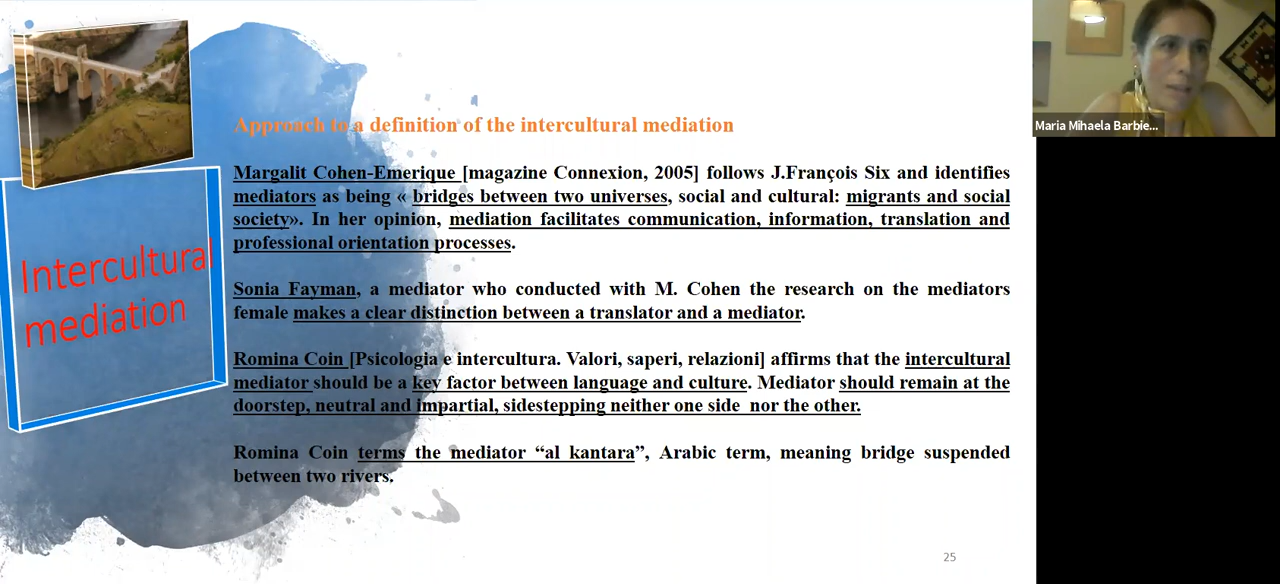 Maria Mihaela Barbie...
Approach to a definition of the intercultural mediation
Margalit Cohen-Emerique [magazine Connexion, 2005] follows J.François Six and identifies
mediators as being « bridges between two universes, social and cultural: migrants and social
society». In her opinion, mediation facilitates communication, information, translation and
professional orientation processes.
Intercultural
mediation
Sonia Fayman, a mediator who conducted with M. Cohen the research on the mediators
female makes a clear distinction between a translator and a mediator.
Romina Coin [Psicologia e intercultura. Valori, saperi, relazioni] affirms that the intercultural
mediator should be a key factor between language and culture. Mediator should remain at the
doorstep, neutral and impartial, sidestepping neither one side nor the other.
Romina Coin terms the mediator “al kantara”, Arabic term, meaning bridge suspended
between two rivers.
25